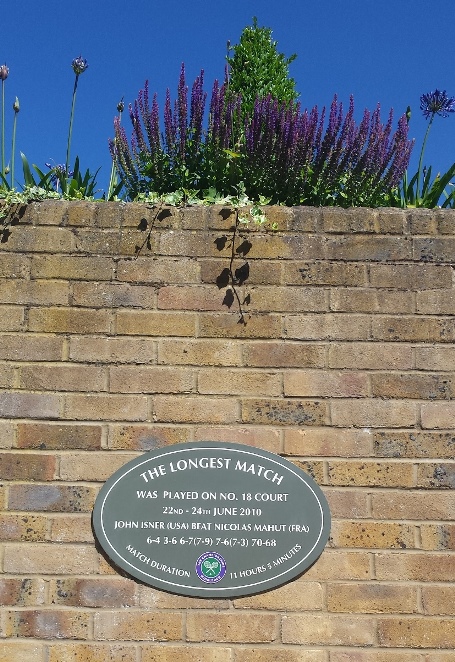 THE LONGEST MATCH
WAS PLAYED ON NO. 18 COURT
22ND - 24TH JUNE 2010
JOHN ISNER (USA) BEAT NICOLAS MAHUT (FRA)
6-4 3-6 6-7(7-9) 7-6(7-3) 70-68
MATCH DURATION 11 HOURS 5 MINUTES